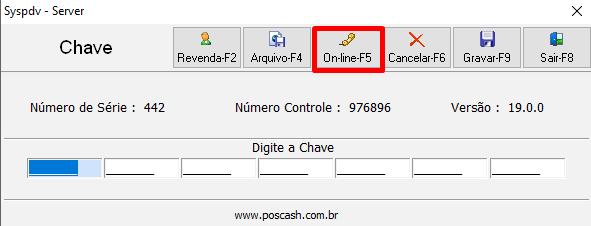 Syspdv - Server
Chave
Revenda-F2 Arquivo-F4 On-line-F5 Cancelar-F6 Gravar-F9 Sair-F8
Número de Série : 442 Número Controle : 976896 Versão : 19.0.0
Digite a Chave
www.poscash.com.br